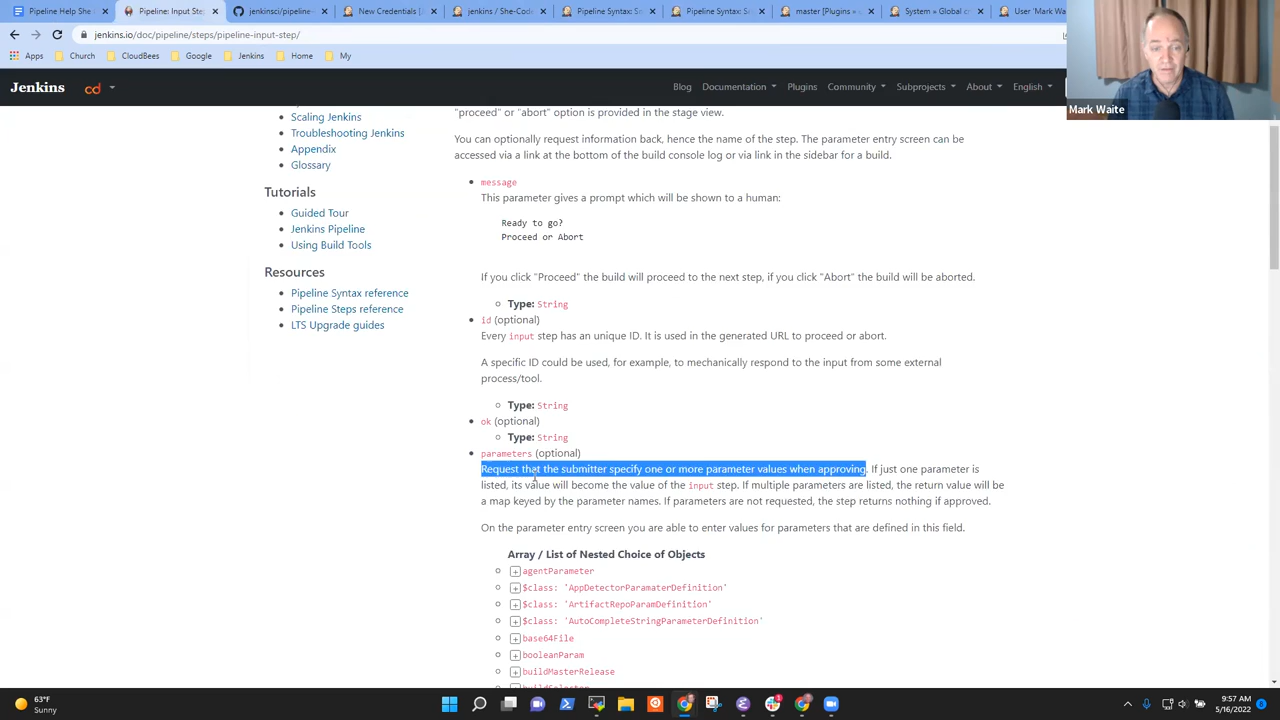 Pipeline Help She
Pipeline: Input Step
jenkinsci/pipeline-
New Credentials [
jenkins / Code - S
Pipeline Syntax: S
Pipeline Syntax: S
master [Plugins] -
System » Global cr
User 'Mark Wa
jenkins.io/doc/pipeline/steps/pipeline-input-step/
Apps
Church
CloudBees
GCC
Jenkins
Home
My
Jenkins
cd
Blog
Documentation
Plugins
Community
Subprojects
About
English
Mark Waite
"proceed" or "abort" option is provided in the stage view.
Scaling Jenkins
Troubleshooting Jenkins
Appendix
Glossary
Tutorials
Guided Tour
Jenkins Pipeline
Using Build Tools
Resources
Pipeline Syntax reference
Pipeline Steps reference
LTS Upgrade guides
You can optionally request information back, hence the name of the step. The parameter entry screen can be
accessed via a link at the bottom of the build console log or via link in the sidebar for a build.
message
This parameter gives a prompt which will be shown to a human:
Ready to go?
Proceed or Abort
If you click "Proceed" the build will proceed to the next step, if you click "Abort" the build will be aborted.
Type: String
id (optional)
Every input step has an unique ID. It is used in the generated URL to proceed or abort.
A specific ID could be used, for example, to mechanically respond to the input from some external
process/tool.
Type: String
ok (optional)
Type: String
parameters (optional)
Request that the submitter specify one or more parameter values when approving. If just one parameter is
listed, its value will become the value of the input step. If multiple parameters are listed, the return value will be
a map keyed by the parameter names. If parameters are not requested, the step returns nothing if approved.
On the parameter entry screen you are able to enter values for parameters that are defined in this field.
Array / List of Nested Choice of Objects
agentParameter
$class: 'AppDetectorParamaterDefinition'
$class: 'ArtifactRepoParamDefinition'
$class: 'AutoCompleteStringParameterDefinition'
base64File
booleanParam
buildMasterRelease
63°F
Sunny
9:57 AM
5/16/2022